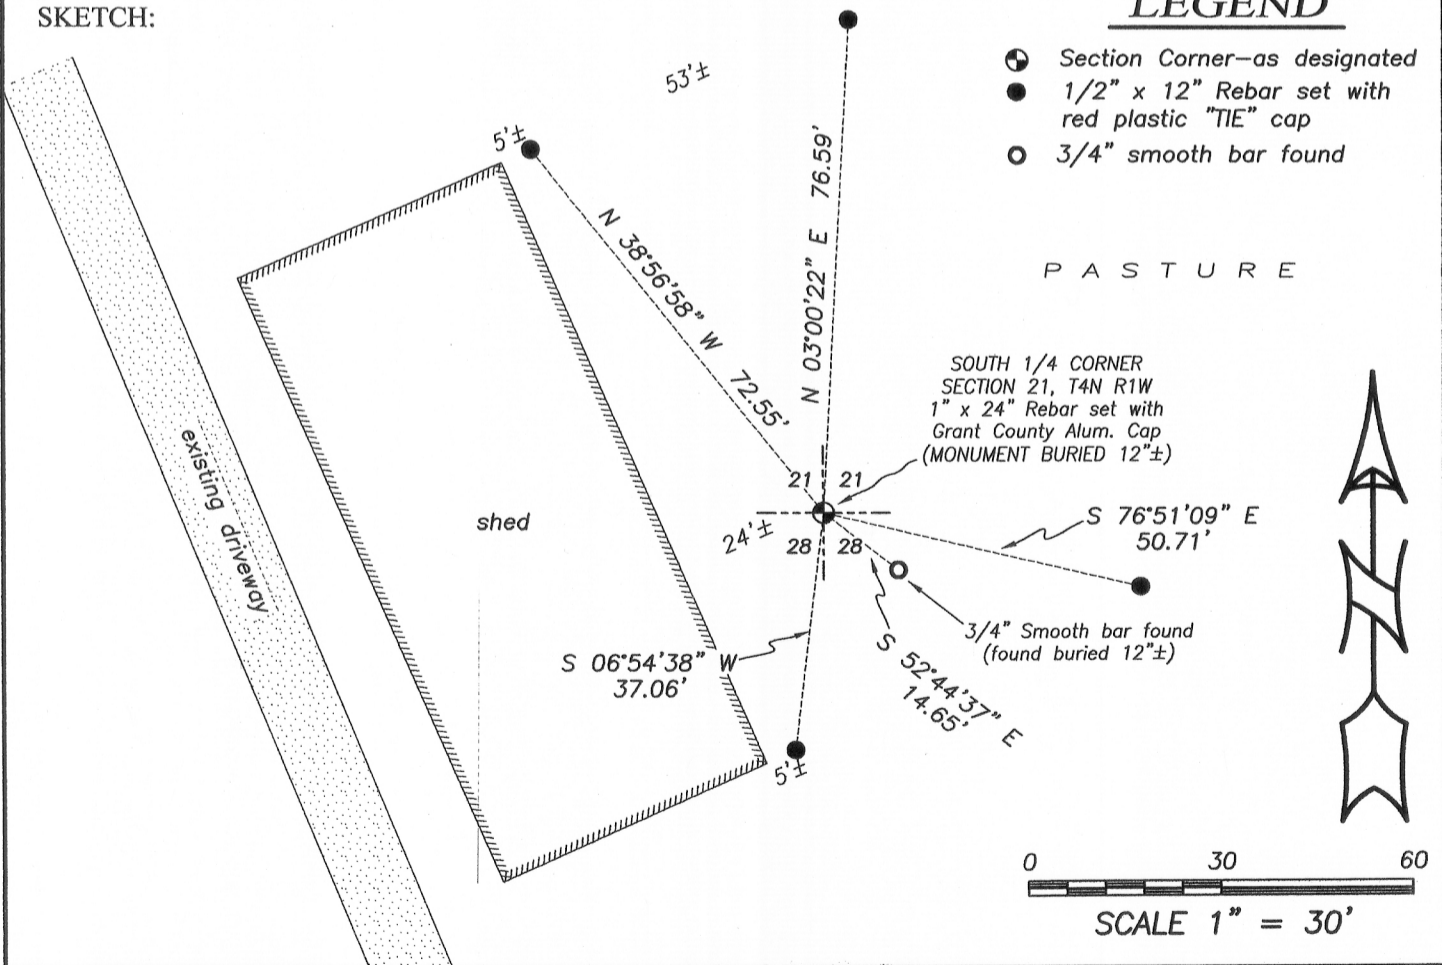 SKETCH:
LEGEND
Section Corner-as designated
1/2" x 12" Rebar set with
red plastic "TIE" cap
3/4" smooth bar found
53'±
5'±
N 38°56'58" W 72.55'
N 03°00'22" E 76.59'
PASTURE
SOUTH 1/4 CORNER
SECTION 21, T4N R1W
1" x 24" Rebar set with
Grant County Alum. Cap
(MONUMENT BURIED 12"±)
21 21
28 28
24'±
S 76°51'09" E
50.71'
existing driveway
shed
3/4" Smooth bar found
(found buried 12"±)
S 06°54'38" W
37.06'
S 52°44'37" E
14.65'
5'±
0 30 60
SCALE 1" = 30'